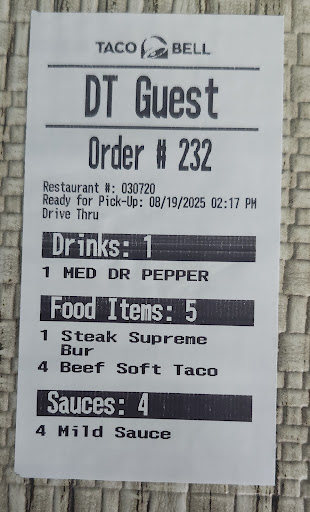 TACO BELL
DT Guest
Order # 232
Restaurant #: 030720
Ready for Pick-Up: 08/19/2025 02:17 PM
Drive Thru
Drinks: 1
1 MED DR PEPPER
Food Items: 5
1 Steak Supreme
Bur
4 Beef Soft Taco
Sauces: 4
4 Mild Sauce